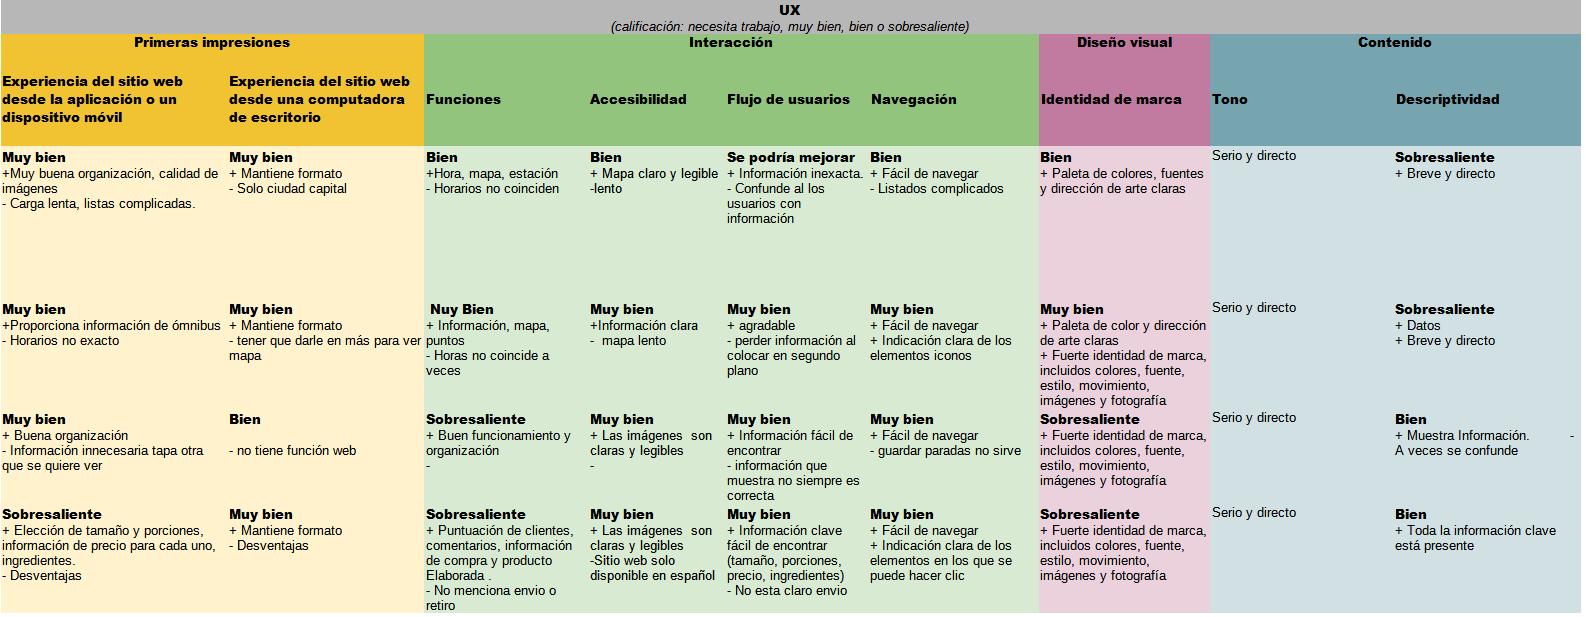 UX
(calificación: necesita trabajo, muy bien, bien o sobresaliente)
Primeras impresiones
Interacción
Diseño visual
Contenido
Experiencia del sitio web
desde la aplicación o un
dispositivo móvil
Experiencia del sitio web
desde una computadora
de escritorio
Funciones
Accesibilidad
Flujo de usuarios
Navegación
Identidad de marca
Tono
Descriptividad
Muy bien
+Muy buena organización, calidad de
imágenes
- Carga lenta, listas complicadas.
Muy bien
+ Mantiene formato
- Solo ciudad capital
Bien
+Hora, mapa, estación
- Horarios no coinciden
Bien
+ Mapa claro y legible
-lento
Se podría mejorar
+ Información inexacta.
- Confunde al los
usuarios con
información
Bien
+ Fácil de navegar
- Listados complicados
Bien
+ Paleta de colores, fuentes
y dirección de arte claras
Serio y directo
Sobresaliente
+ Breve y directo
Muy bien
+Proporciona información de ómnibus
- Horarios no exacto
Muy bien
+ Mantiene formato
- tener que darle en más para ver
mapa
Nuy Bien
+ Información, mapa,
puntos
- Horas no coincide a
veces
Muy bien
+Información clara
- mapa lento
Muy bien
+ agradable
- perder información al
colocar en segundo
plano
Muy bien
+ Fácil de navegar
+ Indicación clara de los
elementos iconos
Muy bien
+ Paleta de color y dirección
de arte claras
+ Fuerte identidad de marca,
incluidos colores, fuente,
estilo, movimiento,
imágenes y fotografía
Serio y directo
Sobresaliente
+ Datos
+ Breve y directo
Muy bien
+ Buena organización
- Información innecesaria tapa otra
que se quiere ver
Bien
- no tiene función web
Sobresaliente
+ Buen funcionamiento y
organización
-
Muy bien
+ Las imágenes son
claras y legibles
-
Muy bien
+ Información fácil de
encontrar
- información que
muestra no siempre es
correcta
Muy bien
+ Fácil de navegar
- guardar paradas no sirve
Sobresaliente
+ Fuerte identidad de marca,
incluidos colores, fuente,
estilo, movimiento,
imágenes y fotografía
Serio y directo
Bien
+ Muestra Información. -
A veces se confunde
Sobresaliente
+ Elección de tamaño y porciones,
información de precio para cada uno,
ingredientes.
- Desventajas
Muy bien
+ Mantiene formato
- Desventajas
Sobresaliente
+ Puntuación de clientes,
comentarios, información
de compra y producto
Elaborada .
- No menciona envio o
retiro
Muy bien
+ Las imágenes son
claras y legibles
-Sitio web solo
disponible en español
Muy bien
+ Información clave
fácil de encontrar
(tamaño, porciones,
precio, ingredientes)
- No esta claro envio
Muy bien
+ Fácil de navegar
+ Indicación clara de los
elementos en los que se
puede hacer clic
Sobresaliente
+ Fuerte identidad de marca,
incluidos colores, fuente,
estilo, movimiento,
imágenes y fotografía
Serio y directo
Bien
+ Toda la información clave
está presente